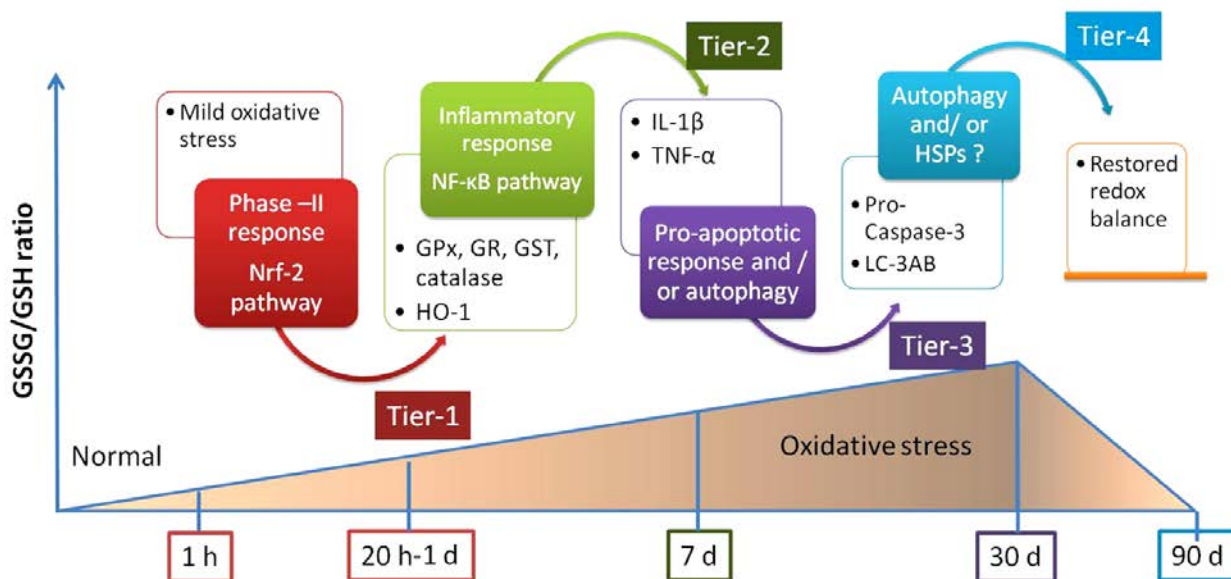 GSSG/GSH ratio
• Mild oxidative
stress
Phase –II
response
Nrf-2
pathway
Tier-1
Inflammatory
response
NF-κB pathway
• GPx, GR, GST,
catalase
• HO-1
Tier-2
• IL-1β
• TNF-α
Pro-apoptotic
response and /
or autophagy
Tier-3
Autophagy
and/ or
HSPs ?
• Pro-
Caspase-3
• LC-3AB
Tier-4
• Restored
redox
balance
Normal
Oxidative stress
1 h
20 h-1 d
7 d
30 d
90 d